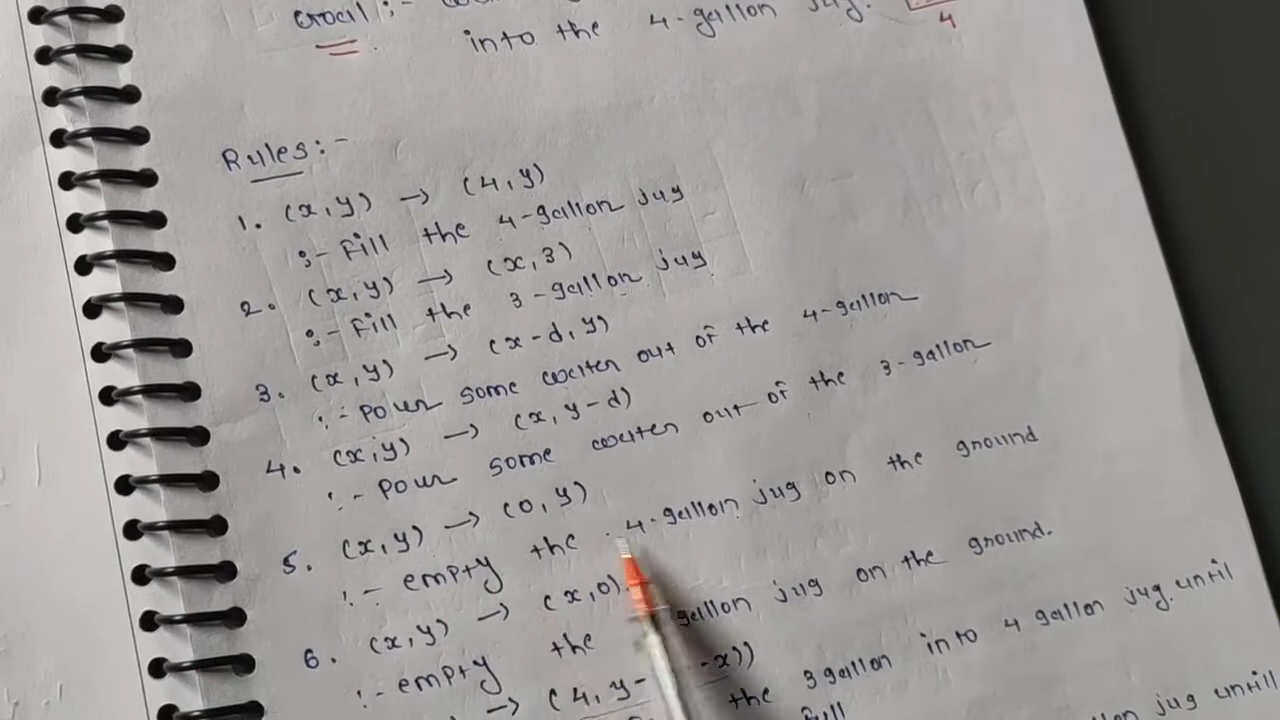 Goal :-
into the 4-gallon jug.
4
Rules:-
1. (x,y) → (4,y)
:- Fill the 4-gallon jug
2. (x,y) → (x,3)
:- Fill the 3-gallon jug
3. (x,y) → (x-d,y)
:- Pour some water out of the 4-gallon
4. (x,y) → (x,y-d)
:- Pour some water out of the 3-gallon
5. (x,y) → (0,y)
:- empty the 4-gallon jug on the ground
6. (x,y) → (x,0)
:- empty the gallon jug on the ground.
→ (4,y- -x))
the 3 gallon into 4 gallon jug until
fill
jug untill